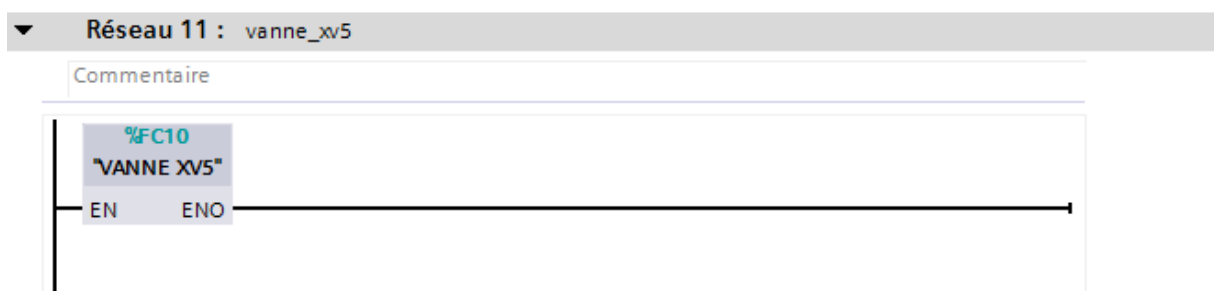 Réseau 11 : vanne_xv5
Commentaire
%FC10
"VANNE XV5"
EN ENO